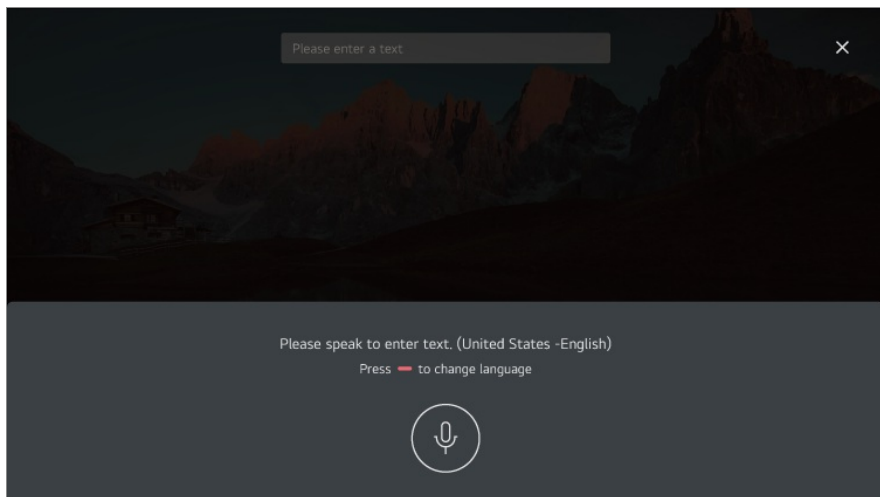 Please enter a text
Please speak to enter text. (United States -English)
Press to change language